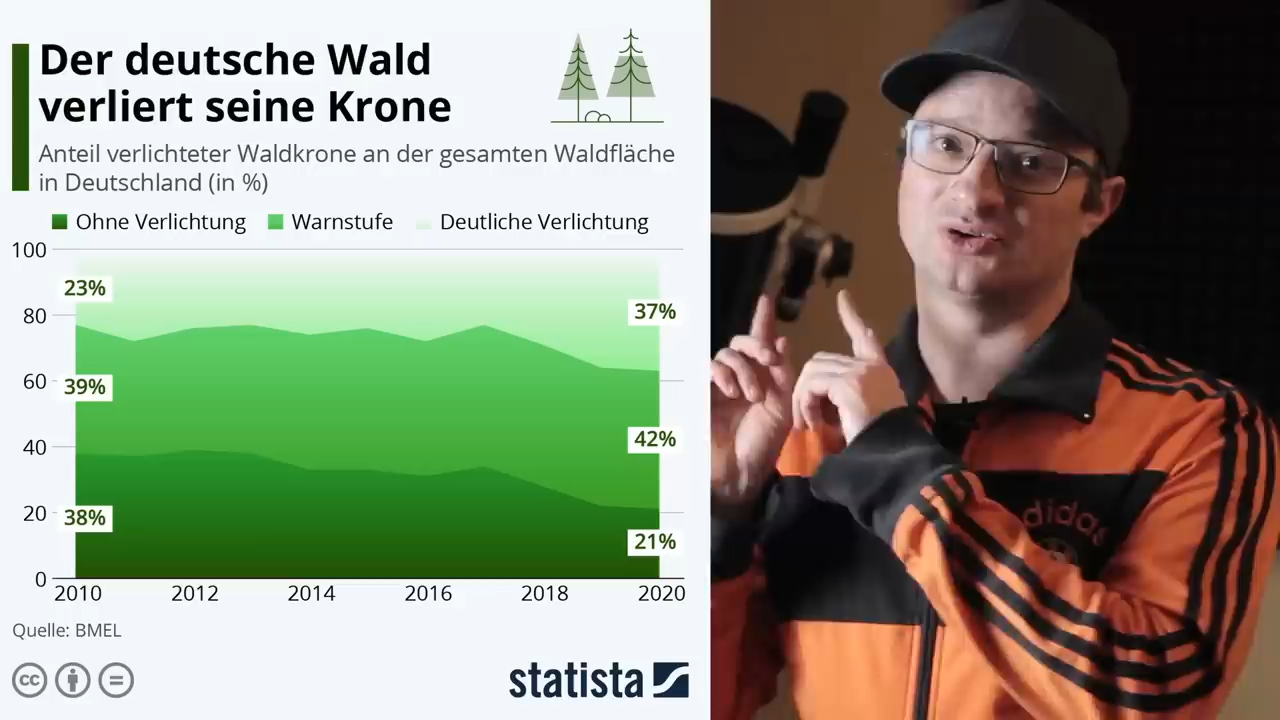 Der deutsche Wald
verliert seine Krone
Anteil verlichteter Waldkrone an der gesamten Waldfläche
in Deutschland (in %)
Ohne Verlichtung Warnstufe Deutliche Verlichtung
100
80
60
40
20
0
23%
39%
38%
37%
42%
21%
2010 2012 2014 2016 2018 2020
Quelle: BMEL
cc
statista
adidas